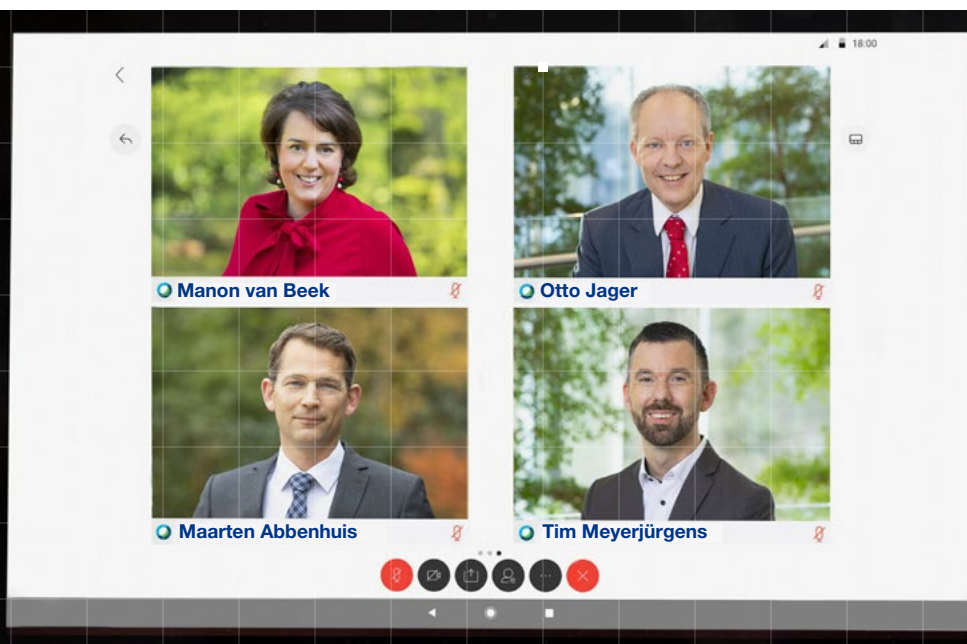 18:00
Manon van Beek
Otto Jager
Maarten Abbenhuis
Tim Meyerjürgens